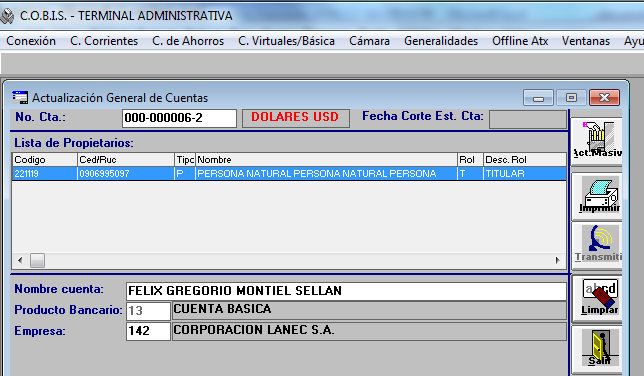 C.O.B.I.S. - TERMINAL ADMINISTRATIVA
Conexión C. Corrientes C. de Ahorros C. Virtuales/Básica Cámara Generalidades Offline Atx Ventanas Ayu
Actualización General de Cuentas
No. Cta.: 000-000006-2 DOLARES USD Fecha Corte Est. Cta:
Lista de Propietarios:
Codigo Ced/Ruc Tipc Nombre Rol Desc. Rol
221119 0906995097 P PERSONA NATURAL PERSONA NATURAL PERSONA T TITULAR
Act.Masiv
Imprimir
Transmiti
Nombre cuenta: FELIX GREGORIO MONTIEL SELLAN
Producto Bancario: 13 CUENTA BASICA
Empresa: 142 CORPORACION LANEC S.A.
abcd
Limpiar
Salir